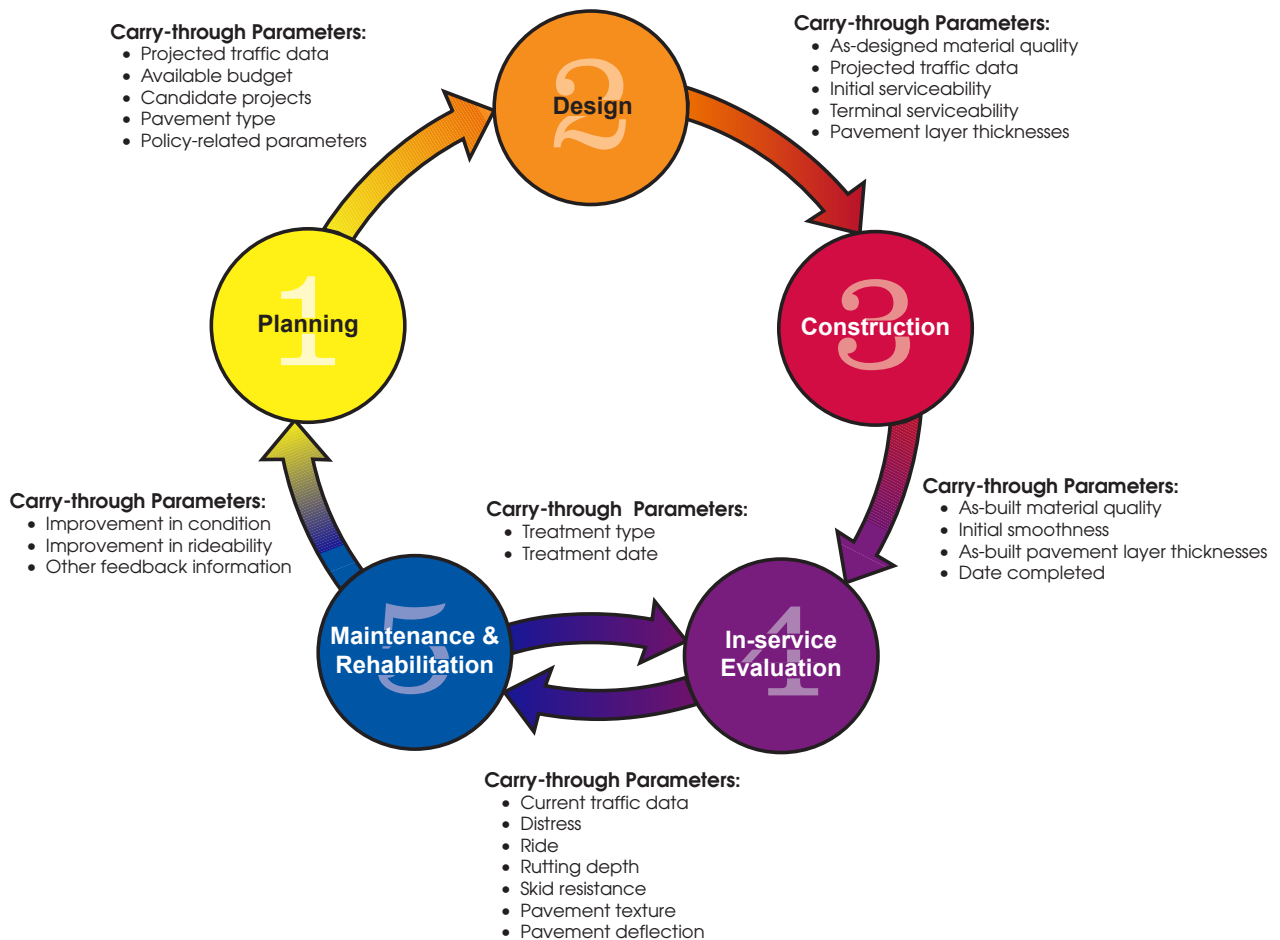 Carry-through Parameters:
• Projected traffic data
• Available budget
• Candidate projects
• Pavement type
• Policy-related parameters
2
Design
Carry-through Parameters:
• As-designed material quality
• Projected traffic data
• Initial serviceability
• Terminal serviceability
• Pavement layer thicknesses
1
Planning
3
Construction
Carry-through Parameters:
• Improvement in condition
• Improvement in rideability
• Other feedback information
Carry-through Parameters:
• Treatment type
• Treatment date
Carry-through Parameters:
• As-built material quality
• Initial smoothness
• As-built pavement layer thicknesses
• Date completed
5
Maintenance &
Rehabilitation
4
In-service
Evaluation
Carry-through Parameters:
• Current traffic data
• Distress
• Ride
• Rutting depth
• Skid resistance
• Pavement texture
• Pavement deflection